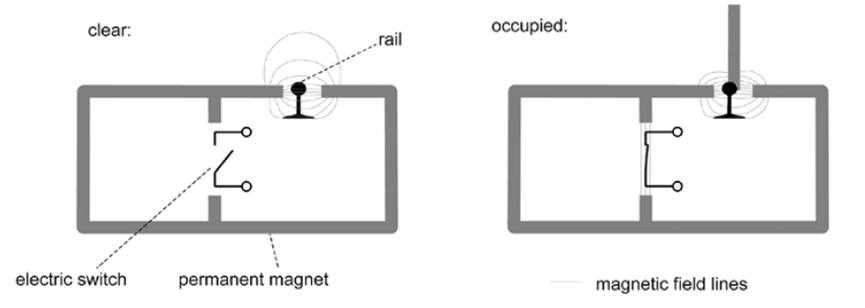 clear:
rail
occupied:
electric switch
permanent magnet
magnetic field lines